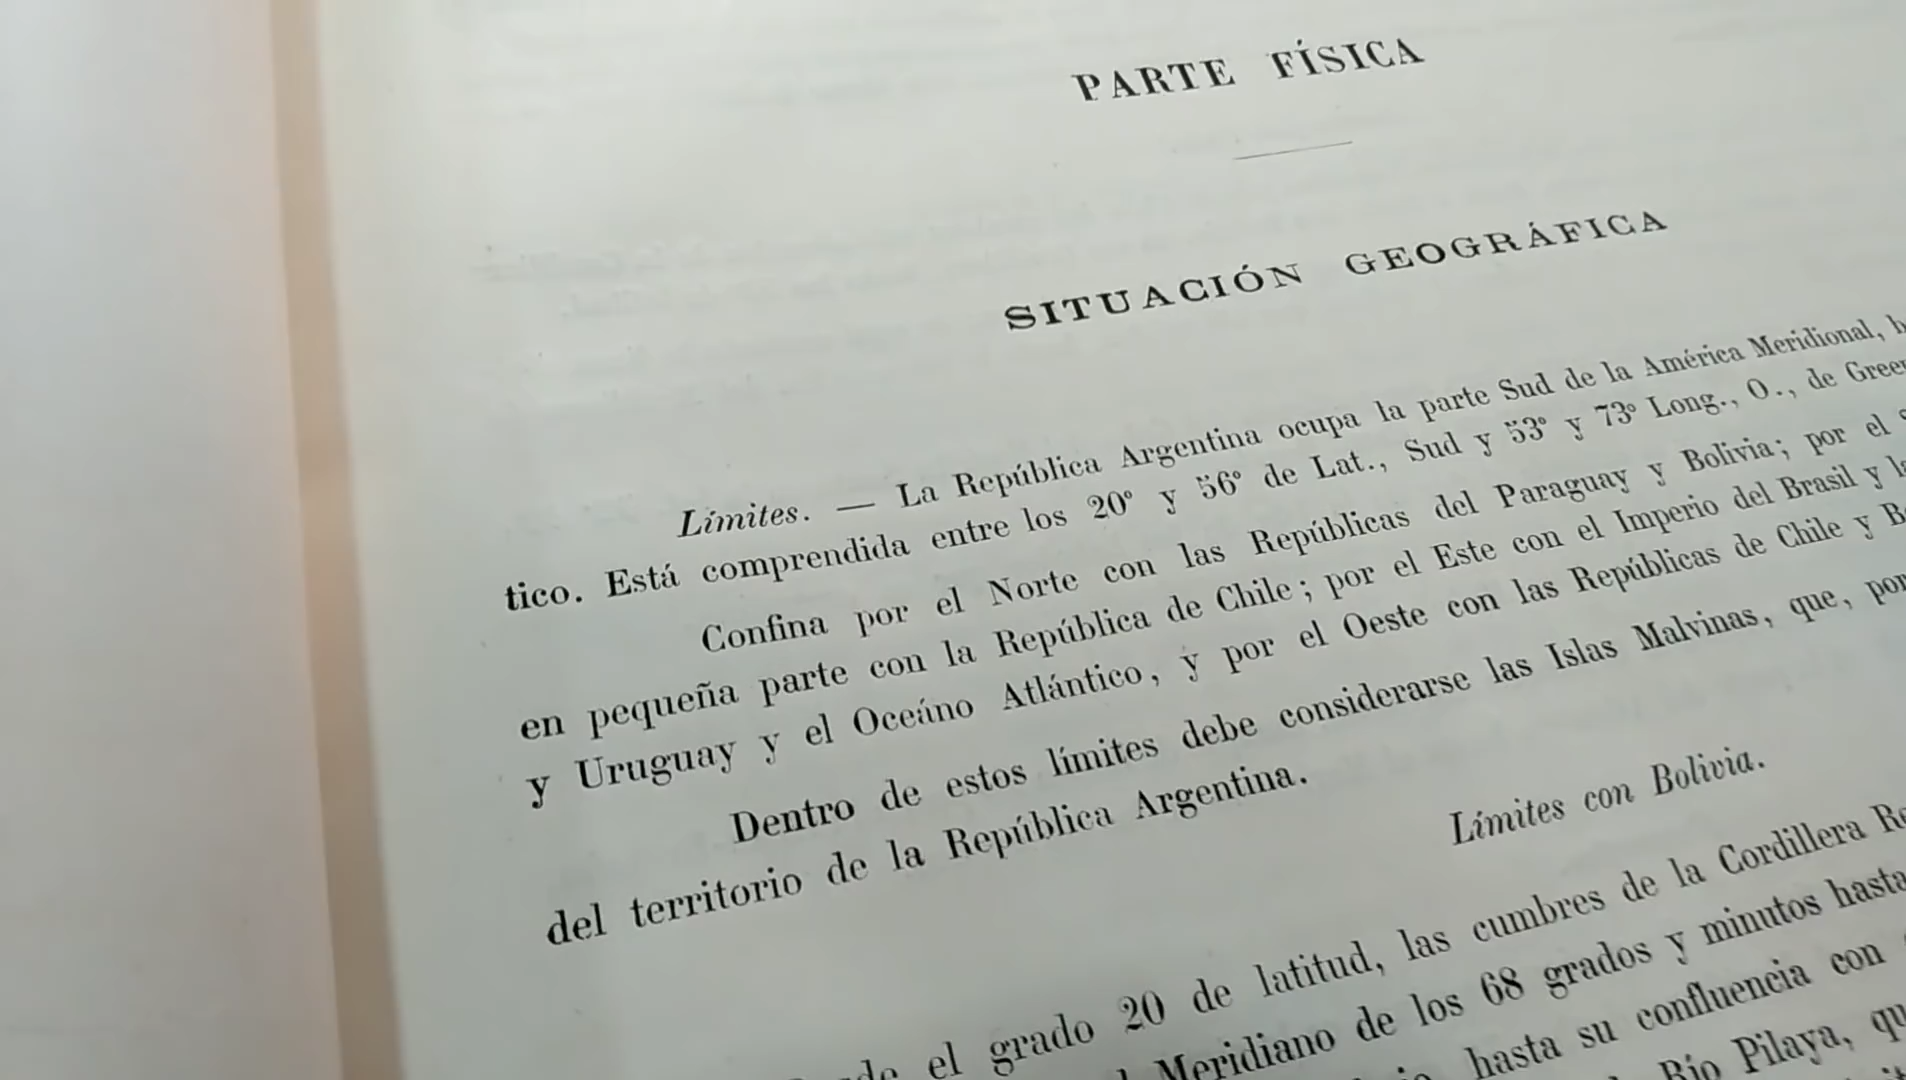 PARTE FÍSICA
SITUACIÓN GEOGRÁFICA
Límites. — La República Argentina ocupa la parte Sud de la América Meridional,
tico. Está comprendida entre los 20° y 56° de Lat., Sud y 53° y 73° Long., O., de
Confina por el Norte con las Repúblicas del Paraguay y Bolivia; por el
en pequeña parte con la República de Chile; por el Este con el Imperio del Brasil y
y Uruguay y el Oceáno Atlántico, y por el Oeste con las Repúblicas de Chile y
Dentro de estos límites debe considerarse las Islas Malvinas, que,
del territorio de la República Argentina.
Límites con Bolivia.
el grado 20 de latitud, las cumbres de la Cordillera
Meridiano de los 68 grados y minutos hasta
hasta su confluencia con
Río Pilaya,